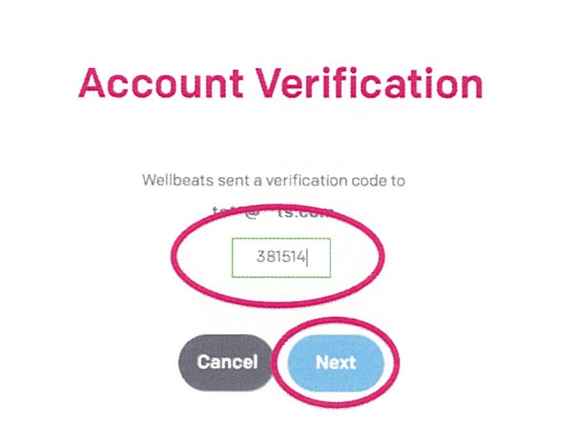 Account Verification
Wellbeats sent a verification code to
381514
Cancel
Next